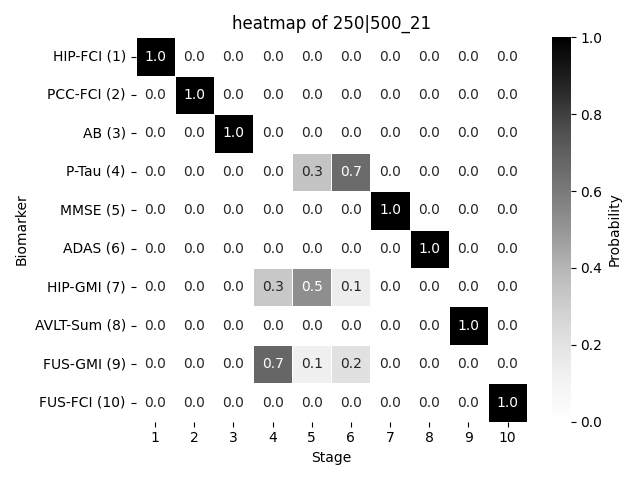 heatmap of 250|500_21
HIP-FCI (1) 1.0 0.0 0.0 0.0 0.0 0.0 0.0 0.0 0.0 0.0
PCC-FCI (2) 0.0 1.0 0.0 0.0 0.0 0.0 0.0 0.0 0.0 0.0
AB (3) 0.0 0.0 1.0 0.0 0.0 0.0 0.0 0.0 0.0 0.0
P-Tau (4) 0.0 0.0 0.0 0.0 0.3 0.7 0.0 0.0 0.0 0.0
MMSE (5) 0.0 0.0 0.0 0.0 0.0 0.0 1.0 0.0 0.0 0.0
ADAS (6) 0.0 0.0 0.0 0.0 0.0 0.0 0.0 1.0 0.0 0.0
HIP-GMI (7) 0.0 0.0 0.0 0.3 0.5 0.1 0.0 0.0 0.0 0.0
AVLT-Sum (8) 0.0 0.0 0.0 0.0 0.0 0.0 0.0 0.0 1.0 0.0
FUS-GMI (9) 0.0 0.0 0.0 0.7 0.1 0.2 0.0 0.0 0.0 0.0
FUS-FCI (10) 0.0 0.0 0.0 0.0 0.0 0.0 0.0 0.0 0.0 1.0
1 2 3 4 5 6 7 8 9 10
Stage
Biomarker
1.0
0.8
0.6
0.4
0.2
0.0
Probability